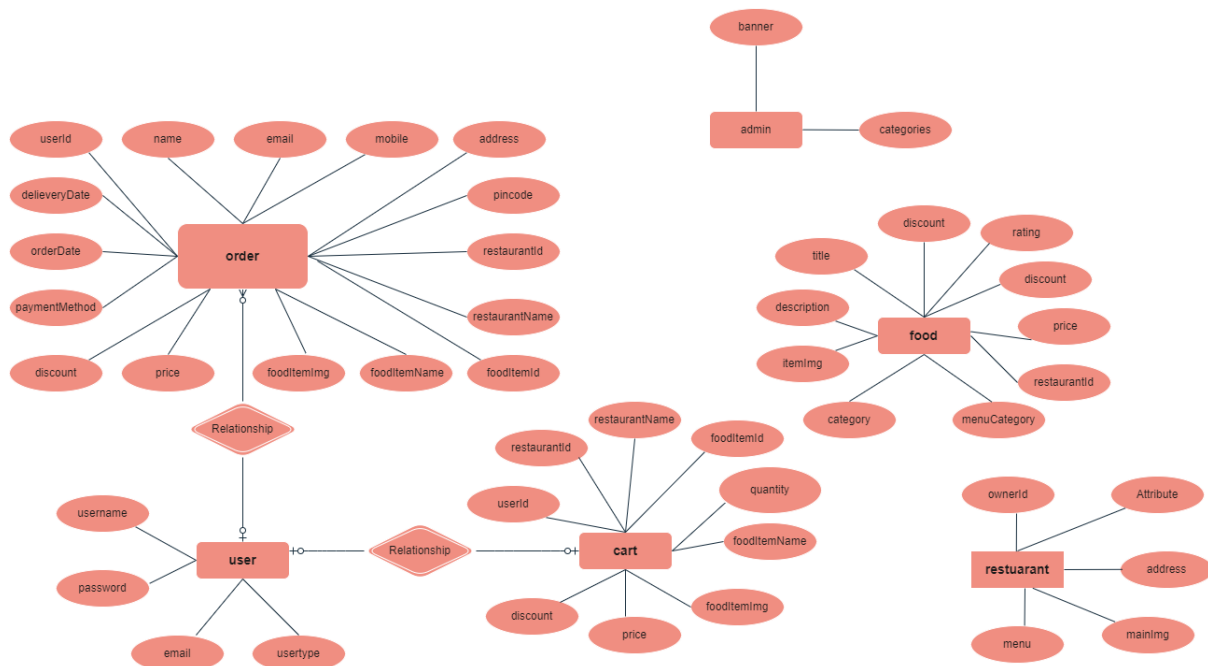 banner
admin
categories
userId
name
email
mobile
address
delieveryDate
pincode
order
orderDate
restaurantId
paymentMethod
restaurantName
discount
price
foodItemImg
foodItemName
foodItemId
discount
rating
title
discount
description
food
price
itemImg
restaurantId
category
menuCategory
Relationship
restaurantName
restaurantId
foodItemId
userId
quantity
foodItemName
username
user
Relationship
cart
password
discount
price
foodItemImg
email
usertype
ownerId
Attribute
restuarant
address
menu
mainImg